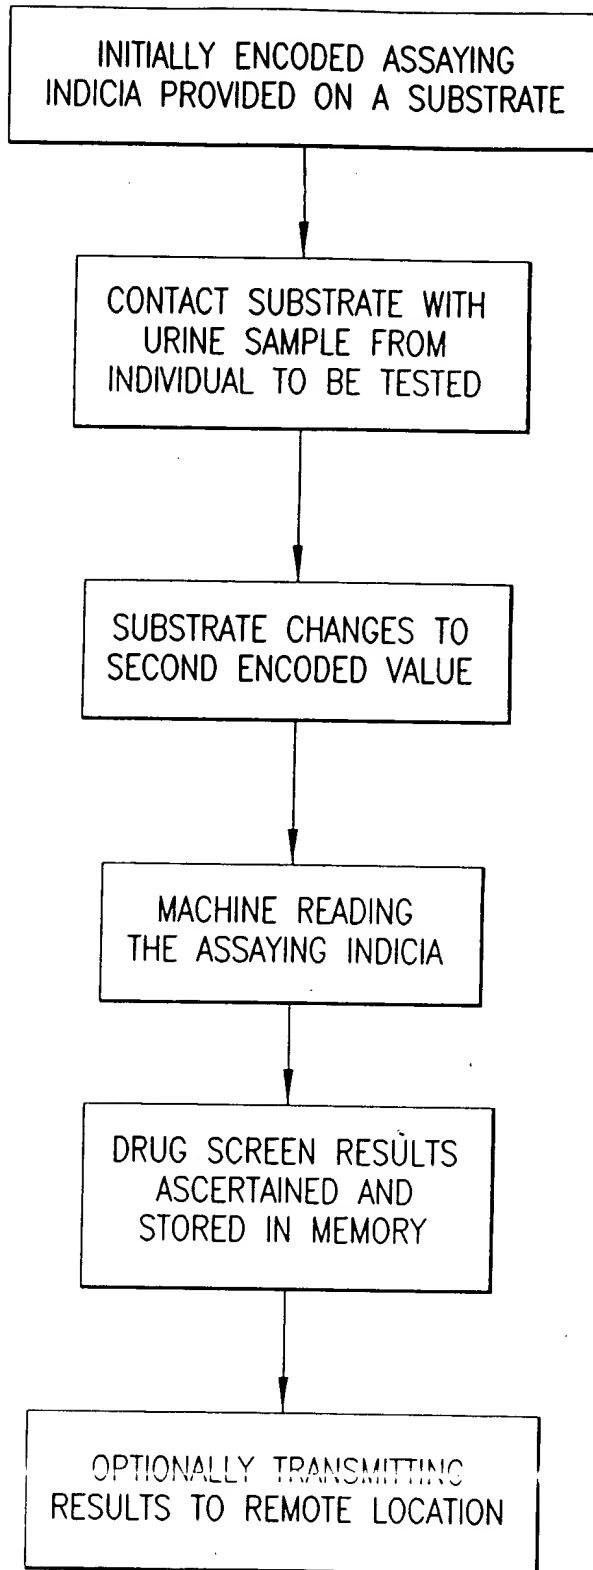 INITIALLY ENCODED ASSAYING
INDICIA PROVIDED ON A SUBSTRATE
CONTACT SUBSTRATE WITH
URINE SAMPLE FROM
INDIVIDUAL TO BE TESTED
SUBSTRATE CHANGES TO
SECOND ENCODED VALUE
MACHINE READING
THE ASSAYING INDICIA
DRUG SCREEN RESULTS
ASCERTAINED AND
STORED IN MEMORY
OPTIONALLY TRANSMITTING
RESULTS TO REMOTE LOCATION